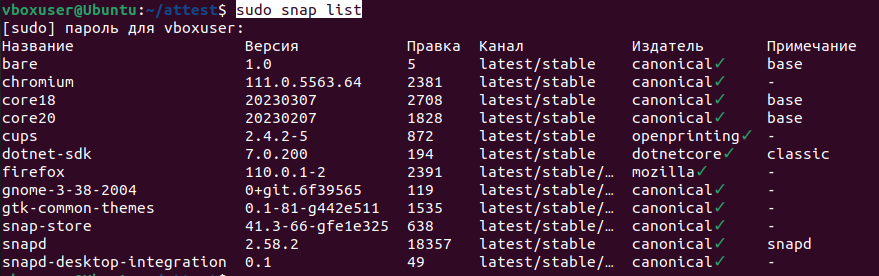 vboxuser@Ubuntu:~/attest$ sudo snap list
[sudo] пароль для vboxuser:
Название Версия Правка Канал Издатель Примечание
bare 1.0 5 latest/stable canonical✓ base
chromium 111.0.5563.64 2381 latest/stable canonical✓ -
core18 20230307 2708 latest/stable canonical✓ base
core20 20230207 1828 latest/stable canonical✓ base
cups 2.4.2-5 872 latest/stable openprinting✓ -
dotnet-sdk 7.0.200 194 latest/stable dotnetcore✓ classic
firefox 110.0.1-2 2391 latest/stable/… mozilla✓ -
gnome-3-38-2004 0+git.6f39565 119 latest/stable/… canonical✓ -
gtk-common-themes 0.1-81-g442e511 1535 latest/stable/… canonical✓ -
snap-store 41.3-66-gfe1e325 638 latest/stable/… canonical✓ -
snapd 2.58.2 18357 latest/stable canonical✓ snapd
snapd-desktop-integration 0.1 49 latest/stable/… canonical✓ -